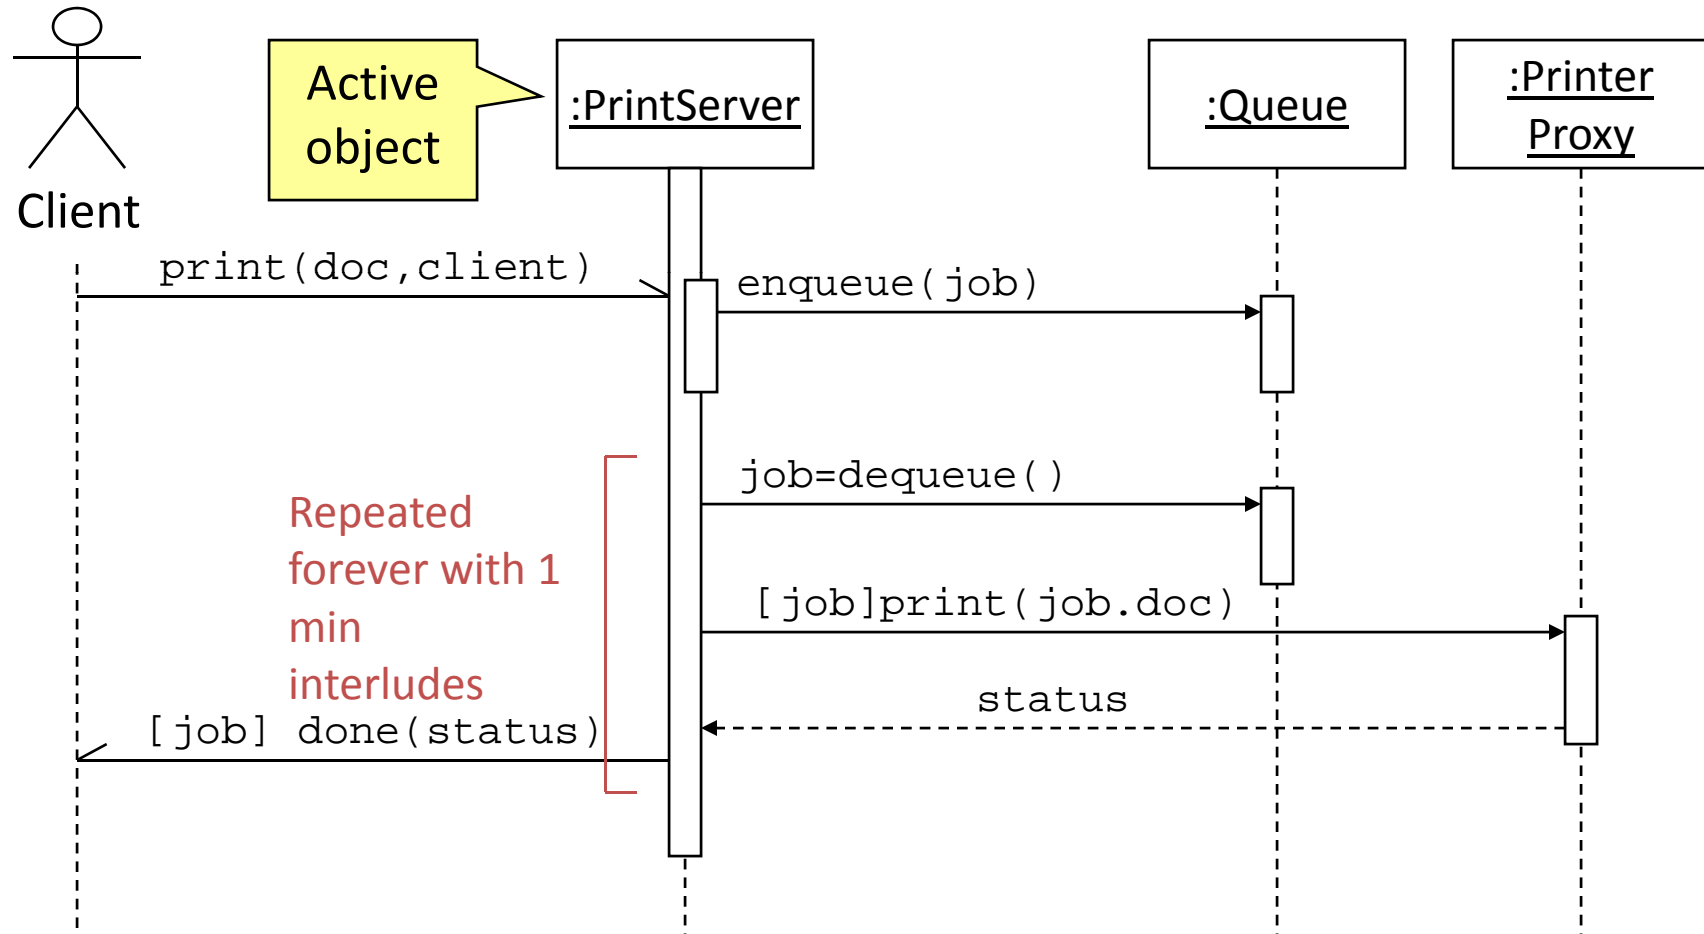 Active
object
:PrintServer
:Queue
:Printer
Proxy
Client
print(doc,client)
enqueue(job)
job=dequeue()
Repeated
forever with 1
min
interludes
[job]print(job.doc)
status
[job] done(status)